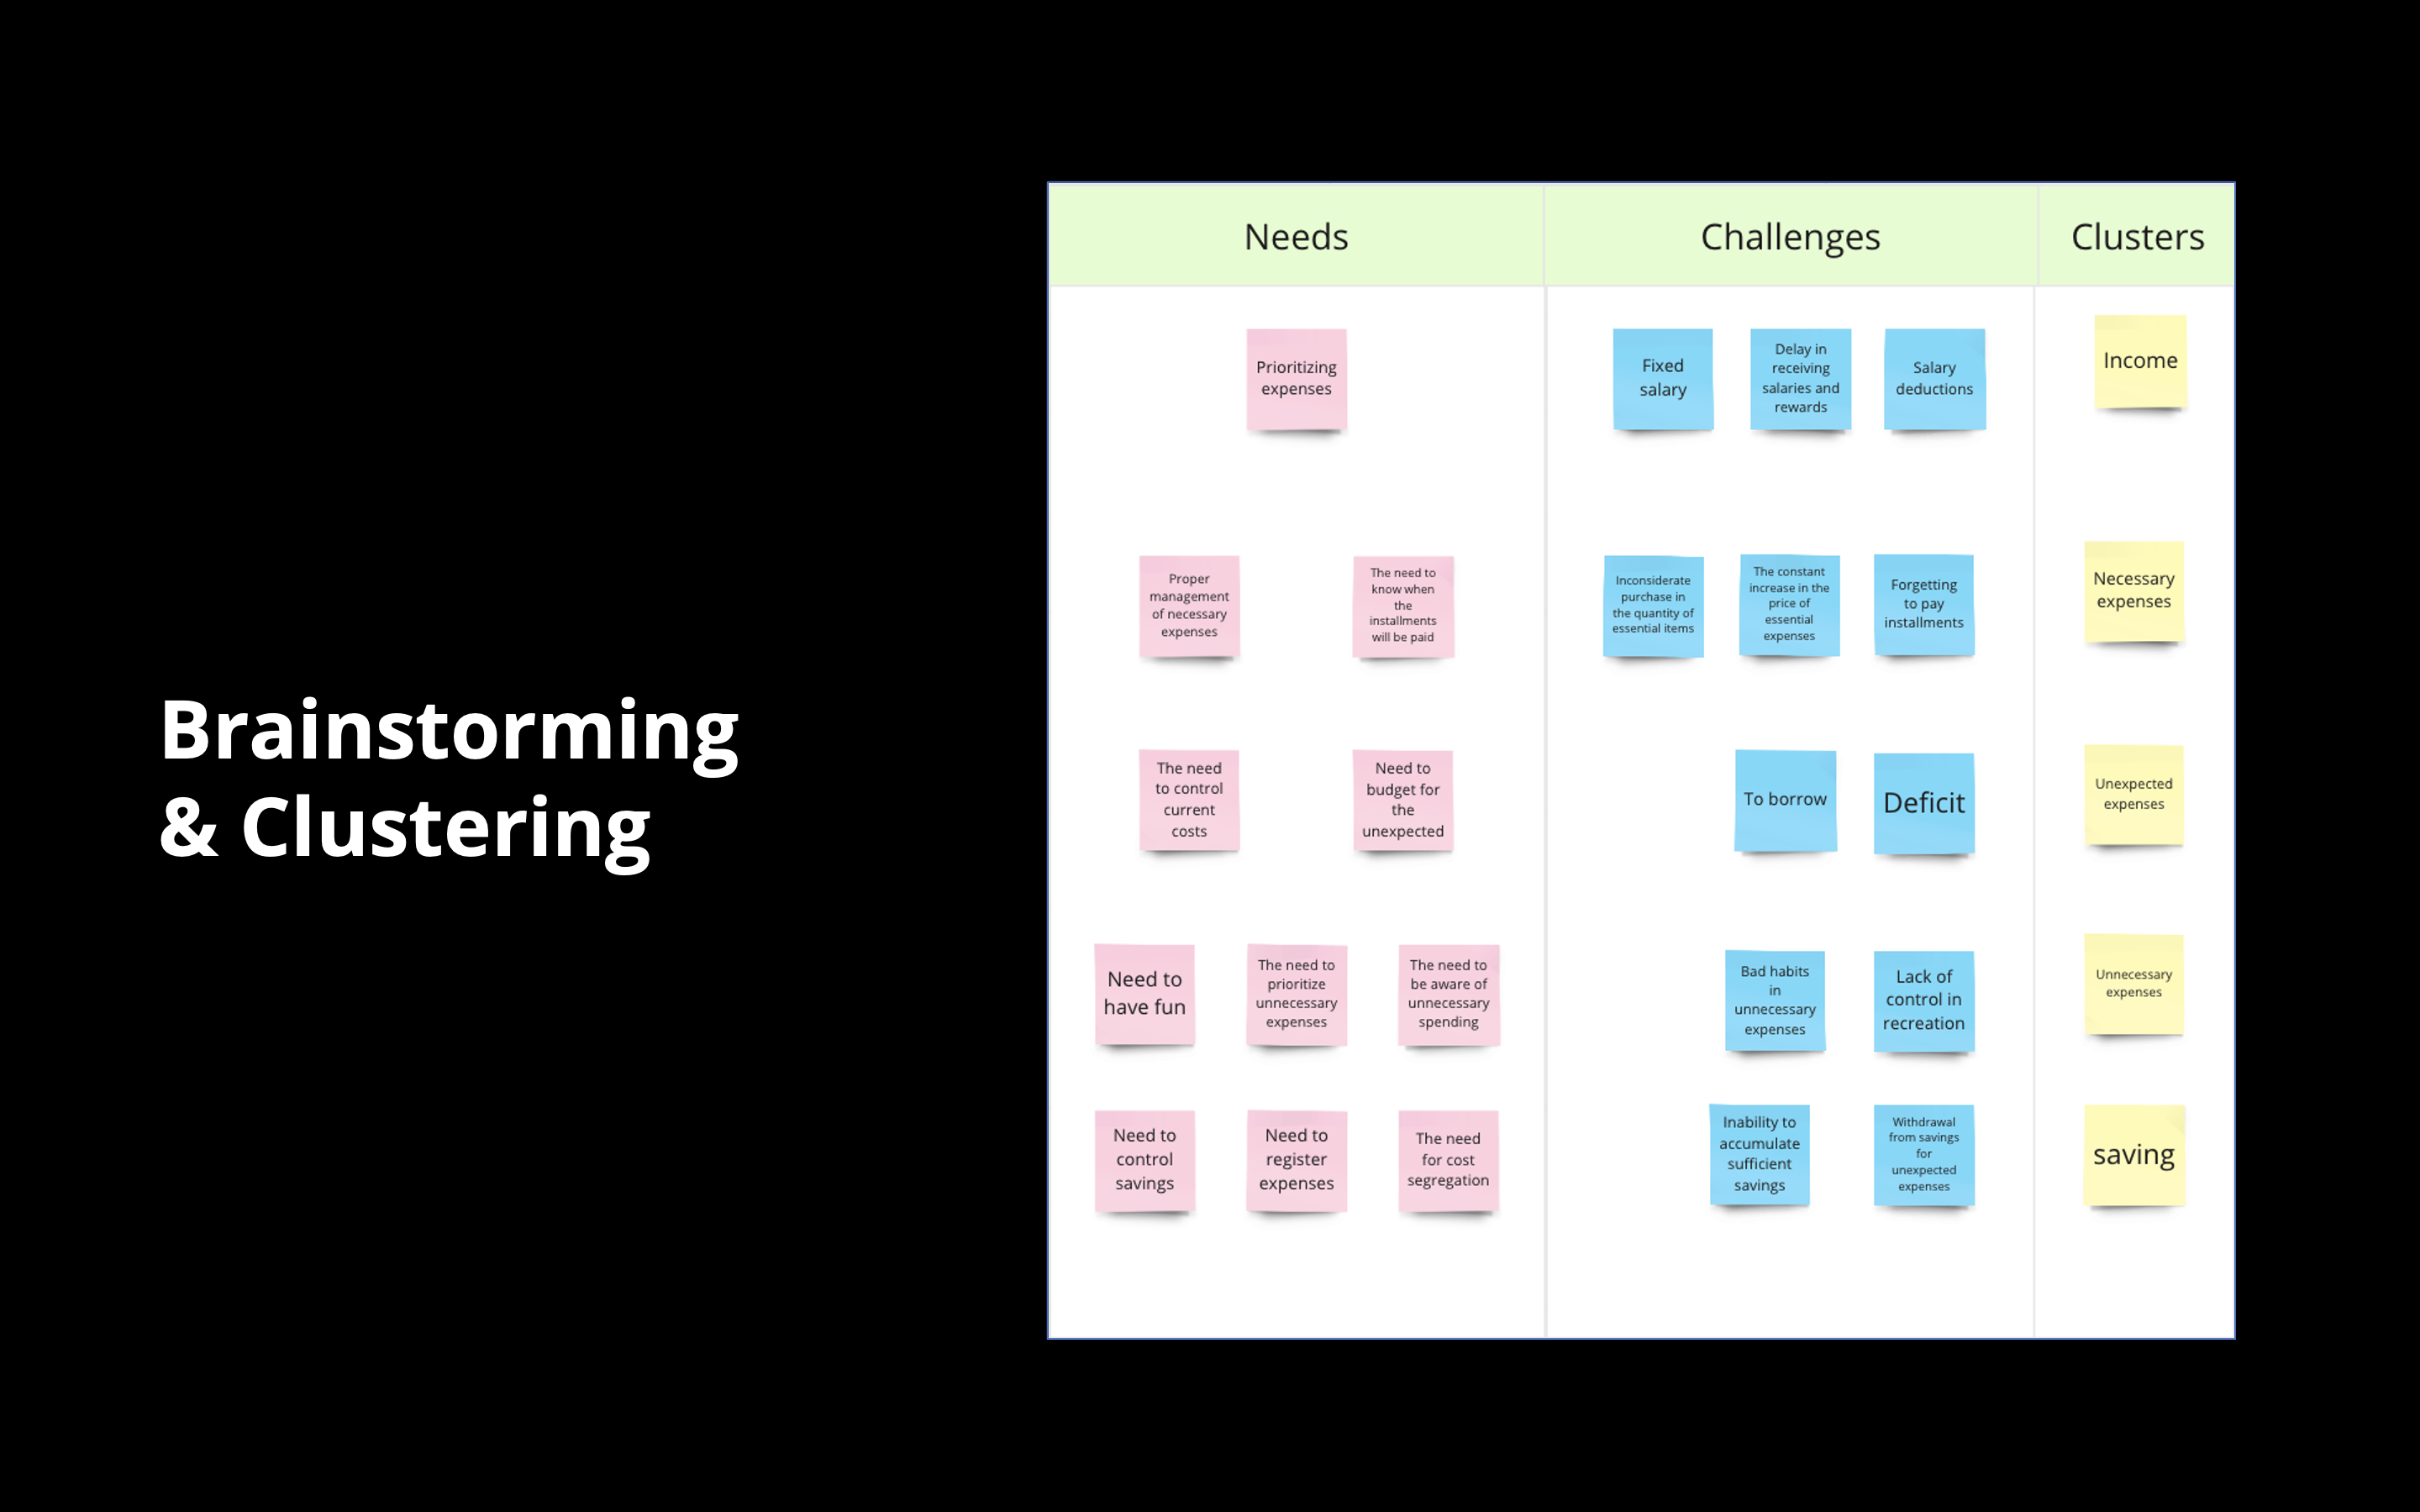 Brainstorming
& Clustering
Needs
Challenges
Clusters
Prioritizing
expenses
Fixed
salary
Delay in
receiving
salaries and
rewards
Salary
deductions
Income
Proper
management
of necessary
expenses
The need to
know when
the
installments
will be paid
Inconsiderate
purchase in
the quantity of
essential items
The constant
increase in the
price of
essential
expenses
Forgetting
to pay
installments
Necessary
expenses
The need
to control
current
costs
Need to
budget for
the
unexpected
To borrow
Deficit
Unexpected
expenses
Need to
have fun
The need to
prioritize
unnecessary
expenses
The need to
be aware of
unnecessary
spending
Bad habits
in
unnecessary
expenses
Lack of
control in
recreation
Unnecessary
expenses
Need to
control
savings
Need to
register
expenses
The need
for cost
segregation
Inability to
accumulate
sufficient
savings
Withdrawal
from savings
for
unexpected
expenses
saving